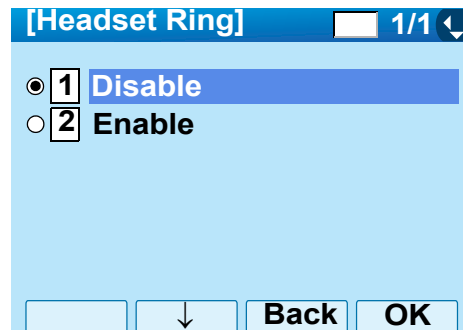 [Headset Ring] 1/1
1 Disable
2 Enable
↓ Back OK